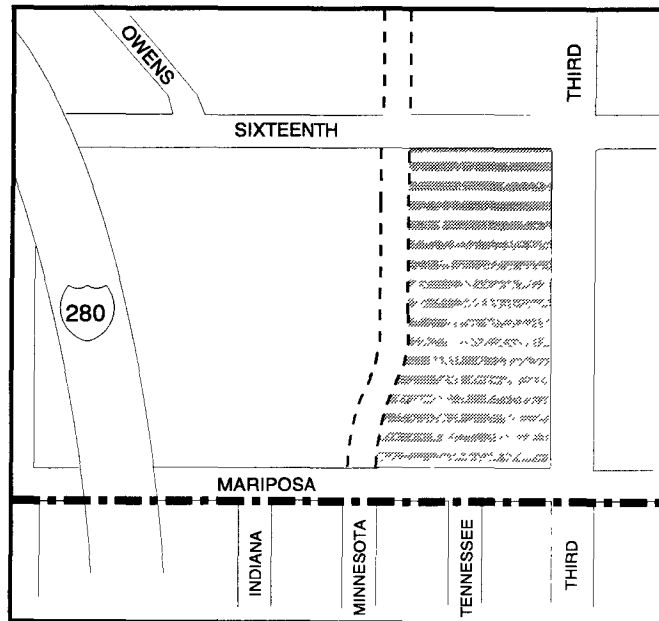 OWENS
THIRD
SIXTEENTH
280
MARIPOSA
INDIANA
MINNESOTA
TENNESSEE
THIRD